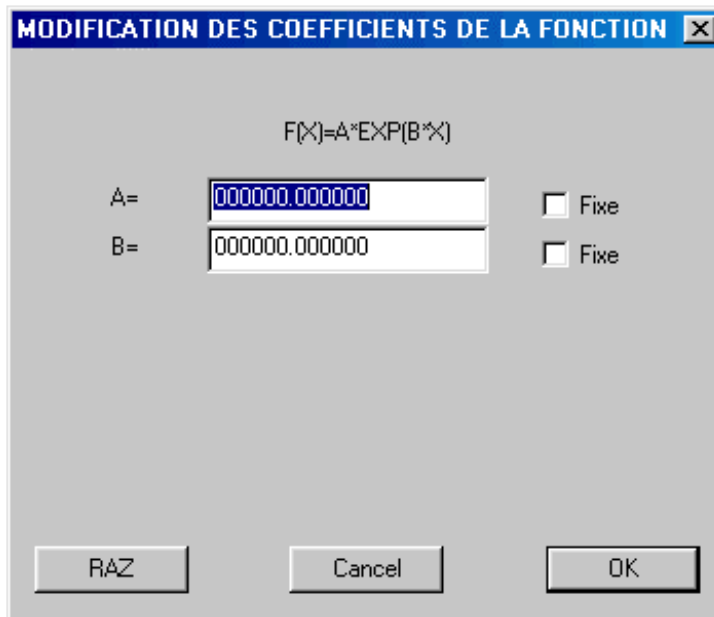 MODIFICATION DES COEFFICIENTS DE LA FONCTION
F(X)=A*EXP(B*X)
A= 000000.000000 Fixe
B= 000000.000000 Fixe
RAZ Cancel OK